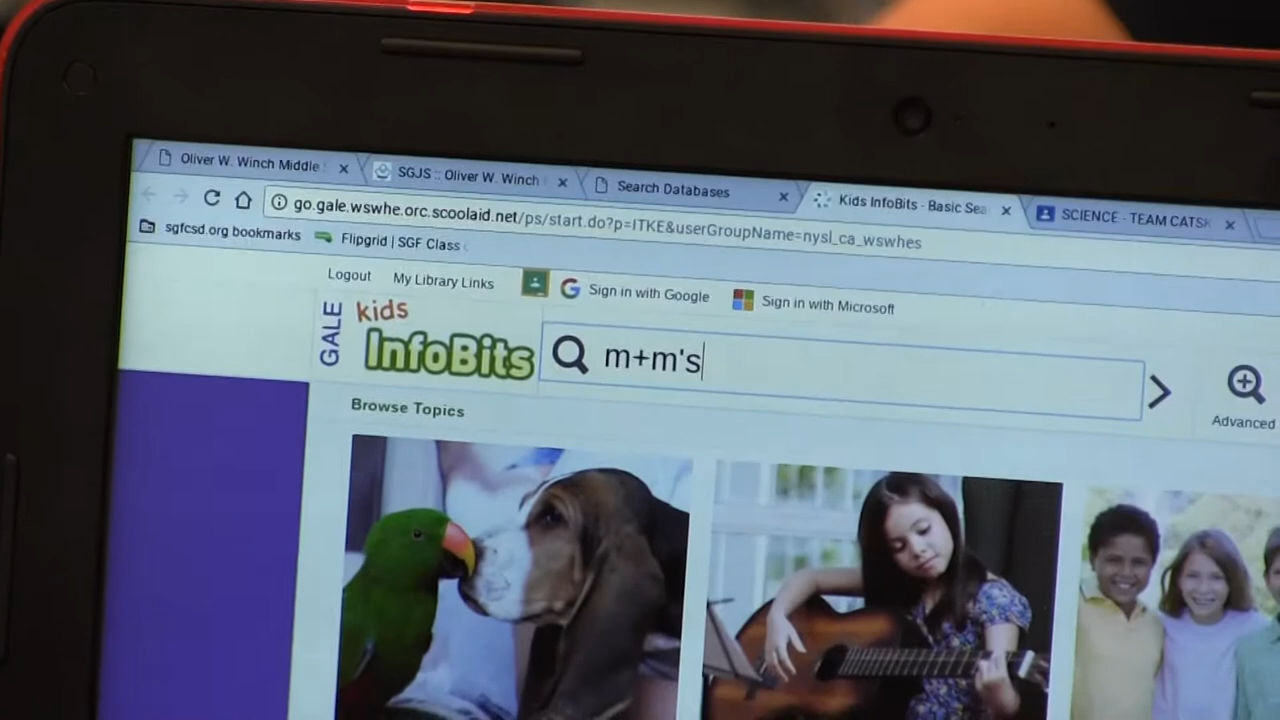 Oliver W. Winch Middle
SGJS :: Oliver W. Winch
Search Databases
Kids InfoBits - Basic Sea
SCIENCE - TEAM CATSK
go.gale.wswhe.orc.scoolaid.net/ps/start.do?p=ITKE&userGroupName=nysl_ca_wswhes
sgfcsd.org bookmarks
Flipgrid | SGF Class
Logout
My Library Links
Sign in with Google
Sign in with Microsoft
GALE
kids
InfoBits
m+m's
Advanced
Browse Topics